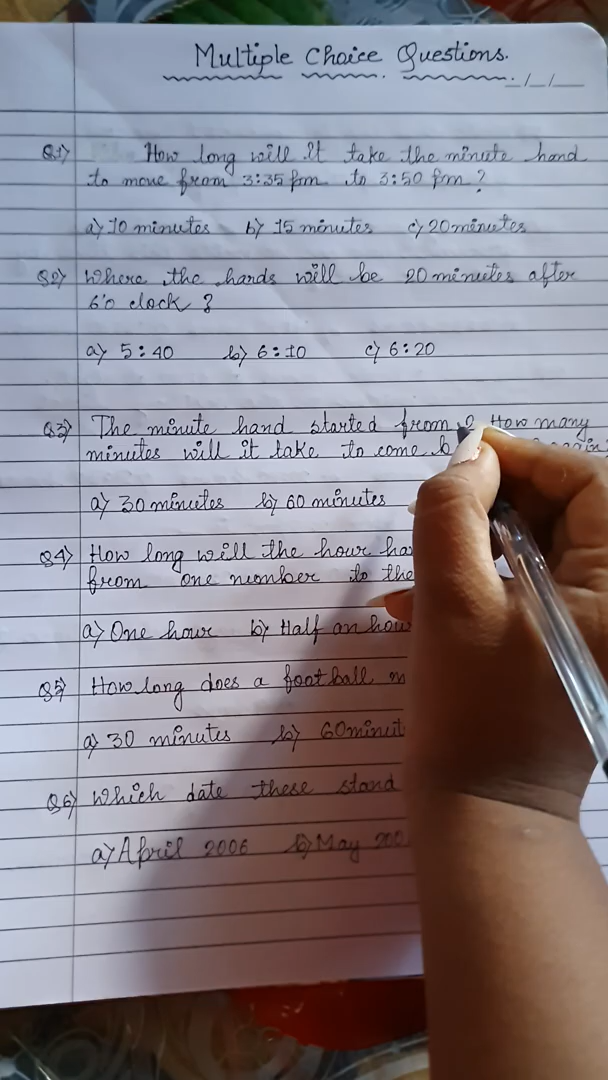 Multiple Choice Questions.
_/_/_
Q1) How long will it take the minute hand
to move from 3:35 pm to 3:50 pm?
a) 10 minutes b) 15 minutes c) 20 minutes
Q2) Where the hands will be 20 minutes after
6'o clock?
a) 5:40 b) 6:10 c) 6:20
Q3) The minute hand started from 2 How many
minutes will it take to come
a) 30 minutes b) 60 minutes
Q4) How long will the hour
from one number to the
a) One hour b) Half an hour
Q5) How long does a football
a) 30 minutes b)
Q6) Which date these stand
a) April 2006 b) May